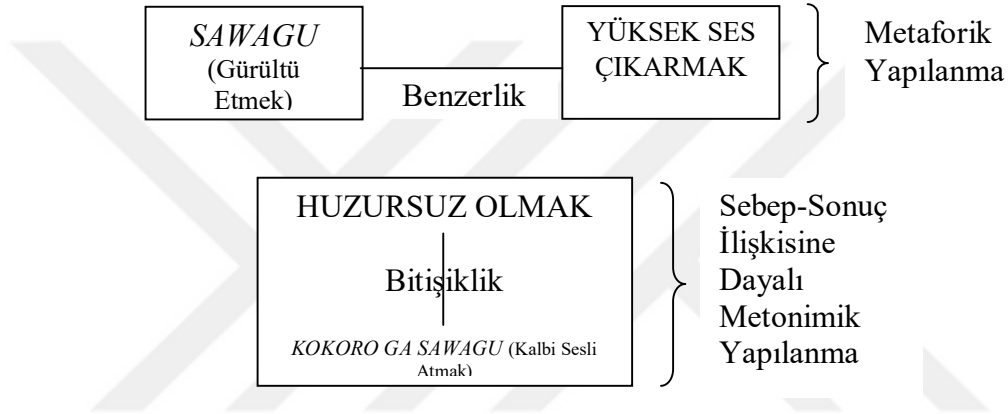 SAWAGU
(Gürültü
Etmek)
Benzerlik
YÜKSEK SES
ÇIKARMAK
Metaforik
Yapılanma
HUZURSUZ OLMAK
Bitişiklik
KOKORO GA SAWAGU (Kalbi Sesli
Atmak)
Sebep-Sonuç
İlişkisine
Dayalı
Metonimik
Yapılanma